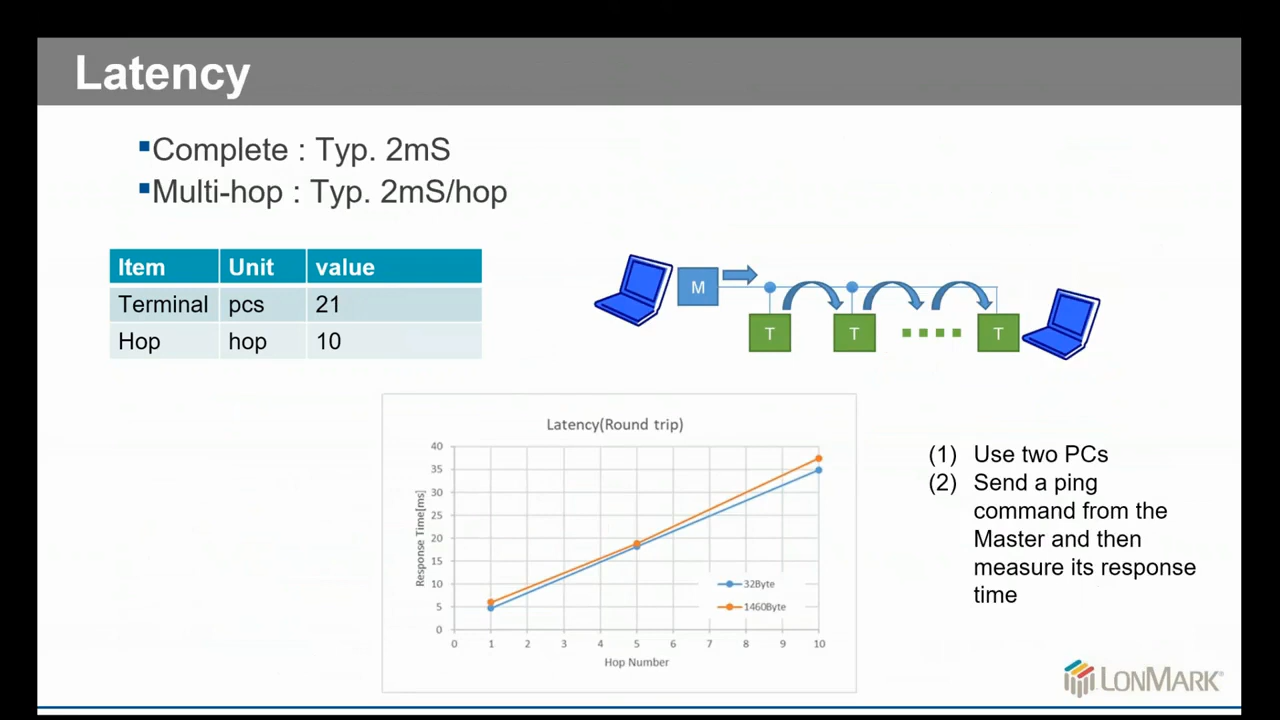 Latency
Complete : Typ. 2mS
Multi-hop : Typ. 2mS/hop
Item Unit value
Terminal pcs 21
Hop hop 10
M
T T T
Latency(Round trip)
40
35
30
25
20
15
10
5
0
Response Time[ms]
0 1 2 3 4 5 6 7 8 9 10
Hop Number
32Byte
1460Byte
(1) Use two PCs
(2) Send a ping
command from the
Master and then
measure its response
time
LONMARK®